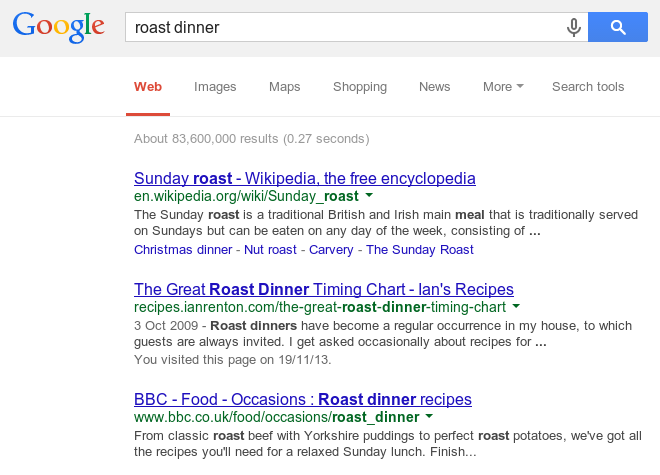 Google
roast dinner
Web Images Maps Shopping News More Search tools
About 83,600,000 results (0.27 seconds)
Sunday roast - Wikipedia, the free encyclopedia
en.wikipedia.org/wiki/Sunday_roast
The Sunday roast is a traditional British and Irish main meal that is traditionally served
on Sundays but can be eaten on any day of the week, consisting of ...
Christmas dinner - Nut roast - Carvery - The Sunday Roast
The Great Roast Dinner Timing Chart - Ian's Recipes
recipes.ianrenton.com/the-great-roast-dinner-timing-chart
3 Oct 2009 - Roast dinners have become a regular occurrence in my house, to which
guests are always invited. I get asked occasionally about recipes for ...
You visited this page on 19/11/13.
BBC - Food - Occasions : Roast dinner recipes
www.bbc.co.uk/food/occasions/roast_dinner
From classic roast beef with Yorkshire puddings to perfect roast potatoes, we've got all
the recipes you'll need for a relaxed Sunday lunch. Finish...